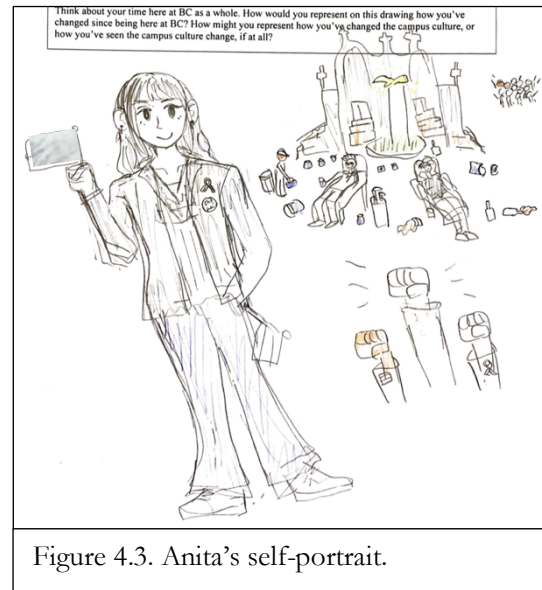 Think about your time here at BC as a whole. How would you represent on this drawing how you've
changed since being here at BC? How might you represent how you've changed the campus culture, or
how you've seen the campus culture change, if at all?
Figure 4.3. Anita's self-portrait.